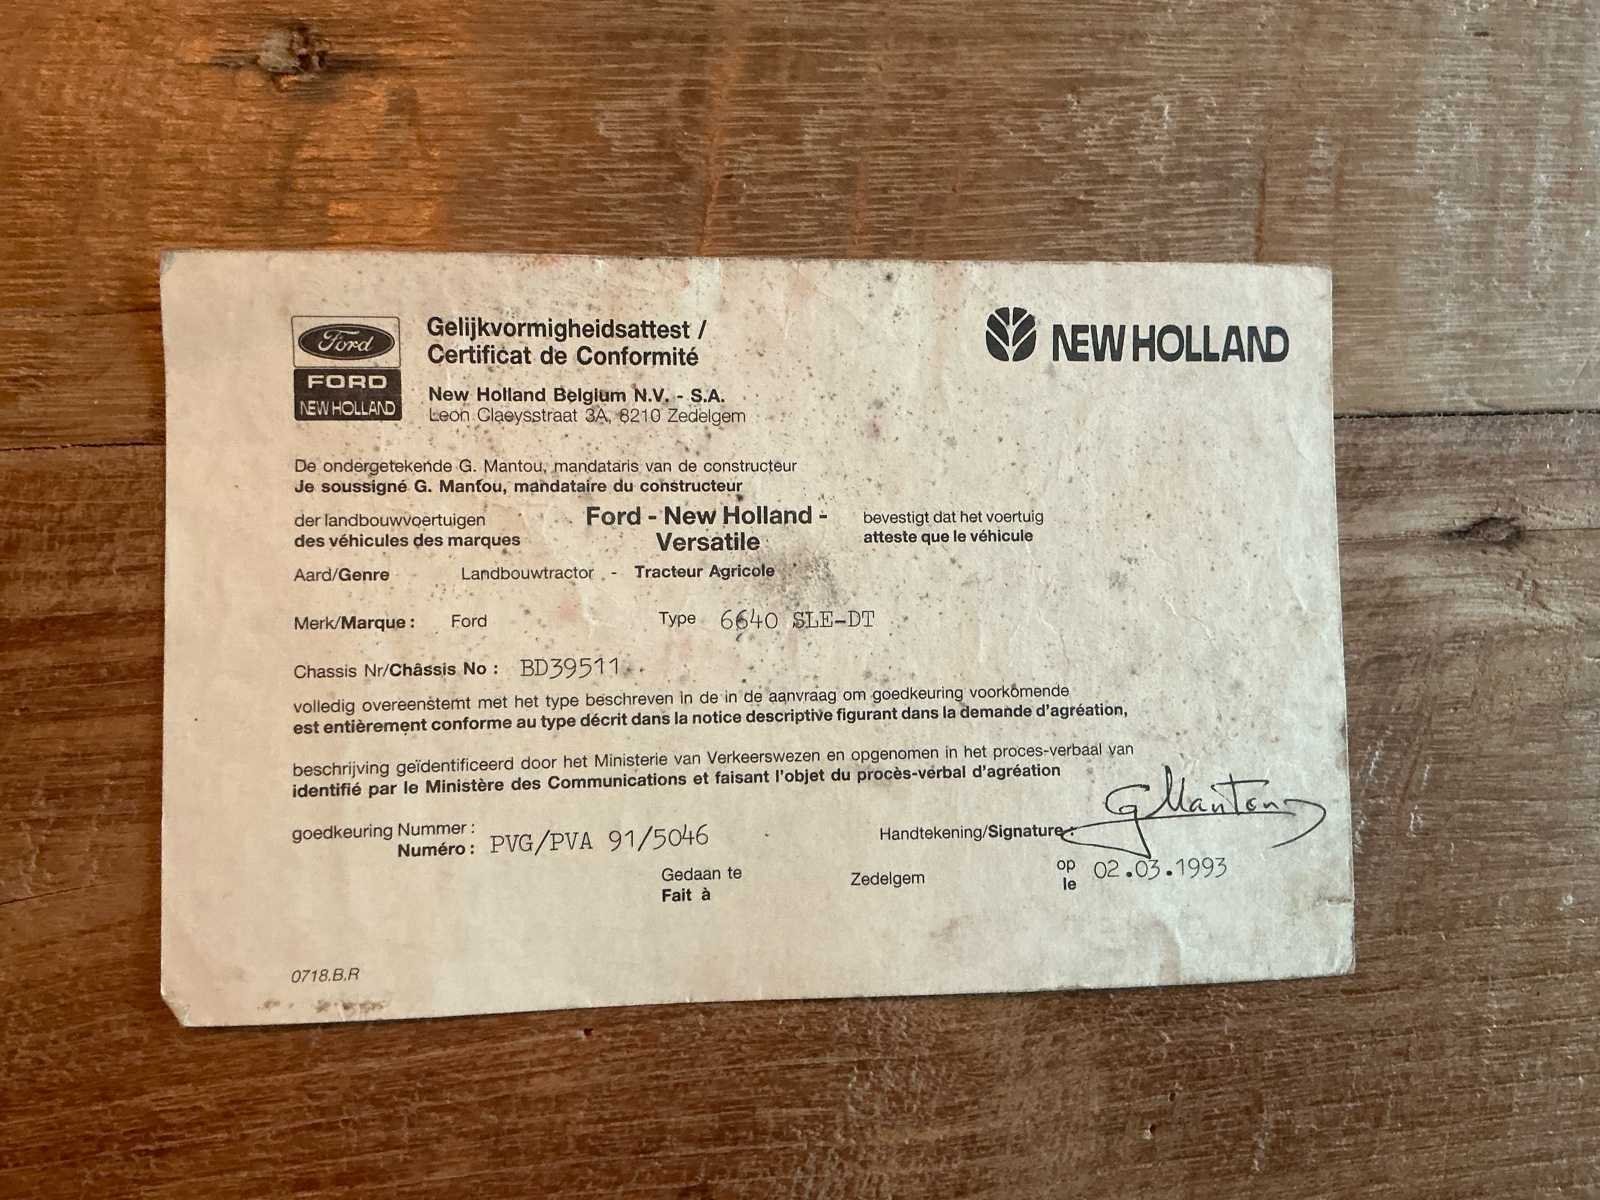 Ford
FORD
NEW HOLLAND
Gelijkvormigheidsattest /
Certificat de Conformité
New Holland Belgium N.V. - S.A.
Leon Claeysstraat 3A, 8210 Zedelgem
NEW HOLLAND
De ondergetekende G. Mantou, mandataris van de constructeur
Je soussigné G. Mantou, mandataire du constructeur
der landbouwvoertuigen
des véhicules des marques
Ford - New Holland -
Versatile
bevestigt dat het voertuig
atteste que le véhicule
Aard/Genre Landbouwtractor - Tracteur Agricole
Merk/Marque : Ford Type 6640 SLE-DT
Chassis Nr/Châssis No : BD39511
volledig overeenstemt met het type beschreven in de in de aanvraag om goedkeuring voorkomende
est entièrement conforme au type décrit dans la notice descriptive figurant dans la demande d'agréation,
beschrijving geïdentificeerd door het Ministerie van Verkeerswezen en opgenomen in het proces-verbaal van
identifié par le Ministère des Communications et faisant l'objet du procès-verbal d'agréation
goedkeuring Nummer :
Numéro : PVG/PVA 91/5046
Handtekening/Signature : G Mantou
Gedaan te
Fait à
Zedelgem
op
le
02.03.1993
0718.B.R